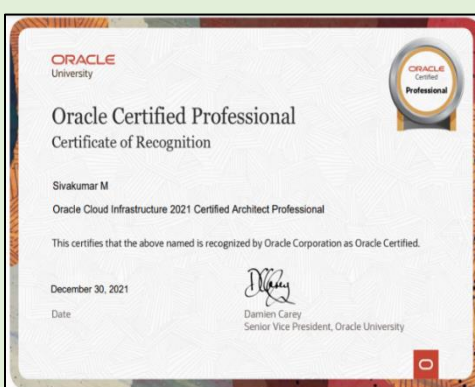 ORACLE
University
ORACLE
Certified
Professional
Oracle Certified Professional
Certificate of Recognition
Sivakumar M
Oracle Cloud Infrastructure 2021 Certified Architect Professional
This certifies that the above named is recognized by Oracle Corporation as Oracle Certified.
December 30, 2021
Date
Damien Carey
Senior Vice President, Oracle University